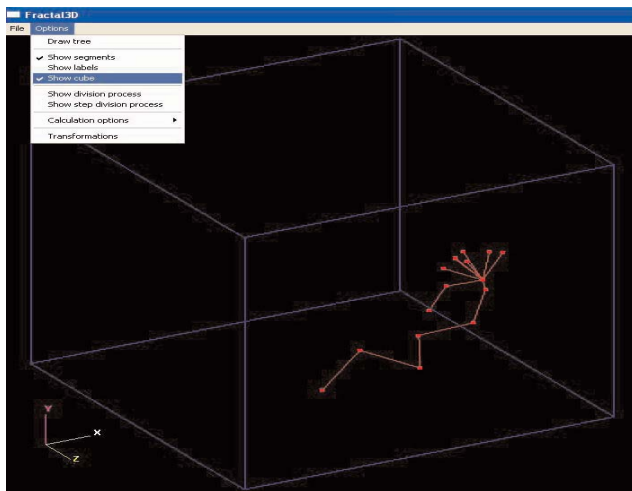 Fractal3D
File Options
Draw tree
Show segments
Show labels
Show cube
Show division process
Show step division process
Calculation options
Transformations
Y
X
Z